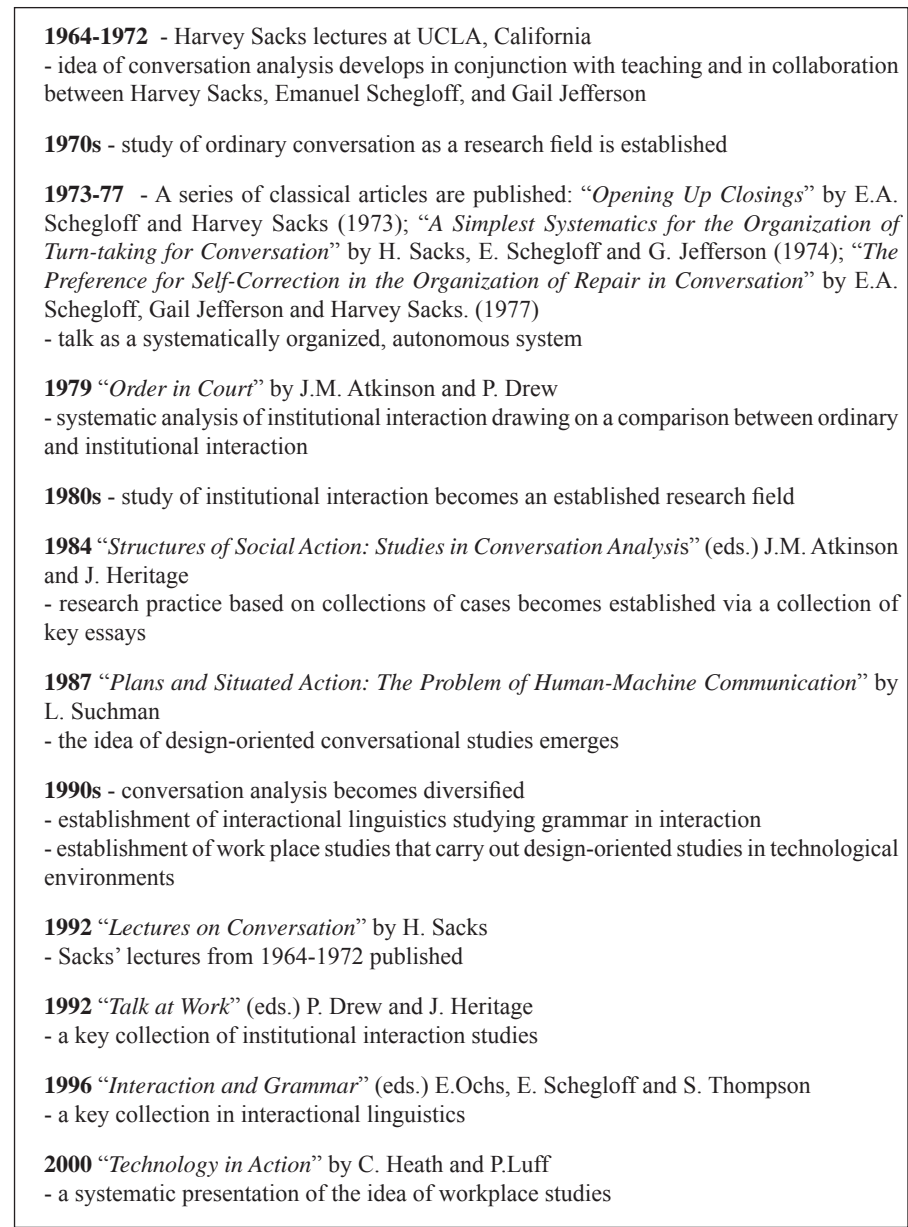 1964-1972 - Harvey Sacks lectures at UCLA, California
- idea of conversation analysis develops in conjunction with teaching and in collaboration
between Harvey Sacks, Emanuel Schegloff, and Gail Jefferson
1970s - study of ordinary conversation as a research field is established
1973-77 - A series of classical articles are published: “Opening Up Closings” by E.A.
Schegloff and Harvey Sacks (1973); “A Simplest Systematics for the Organization of
Turn-taking for Conversation” by H. Sacks, E. Schegloff and G. Jefferson (1974); “The
Preference for Self-Correction in the Organization of Repair in Conversation” by E.A.
Schegloff, Gail Jefferson and Harvey Sacks. (1977)
- talk as a systematically organized, autonomous system
1979 “Order in Court” by J.M. Atkinson and P. Drew
- systematic analysis of institutional interaction drawing on a comparison between ordinary
and institutional interaction
1980s - study of institutional interaction becomes an established research field
1984 “Structures of Social Action: Studies in Conversation Analysis” (eds.) J.M. Atkinson
and J. Heritage
- research practice based on collections of cases becomes established via a collection of
key essays
1987 “Plans and Situated Action: The Problem of Human-Machine Communication” by
L. Suchman
- the idea of design-oriented conversational studies emerges
1990s - conversation analysis becomes diversified
- establishment of interactional linguistics studying grammar in interaction
- establishment of work place studies that carry out design-oriented studies in technological
environments
1992 “Lectures on Conversation” by H. Sacks
- Sacks’ lectures from 1964-1972 published
1992 “Talk at Work” (eds.) P. Drew and J. Heritage
- a key collection of institutional interaction studies
1996 “Interaction and Grammar” (eds.) E.Ochs, E. Schegloff and S. Thompson
- a key collection in interactional linguistics
2000 “Technology in Action” by C. Heath and P.Luff
- a systematic presentation of the idea of workplace studies